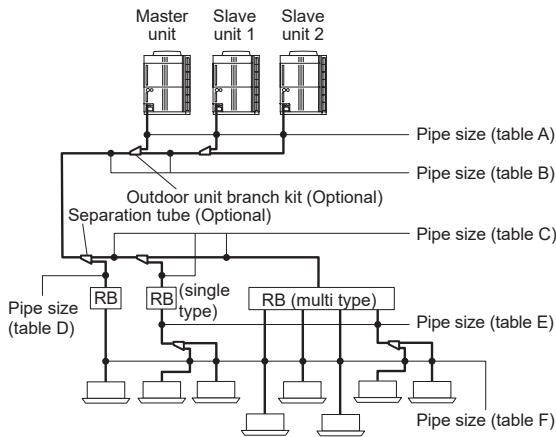 Master unit
Slave unit 1
Slave unit 2
Pipe size (table A)
Pipe size (table B)
Outdoor unit branch kit (Optional)
Separation tube (Optional)
Pipe size (table C)
Pipe size (table D)
RB
RB
(single type)
RB (multi type)
Pipe size (table E)
Pipe size (table F)